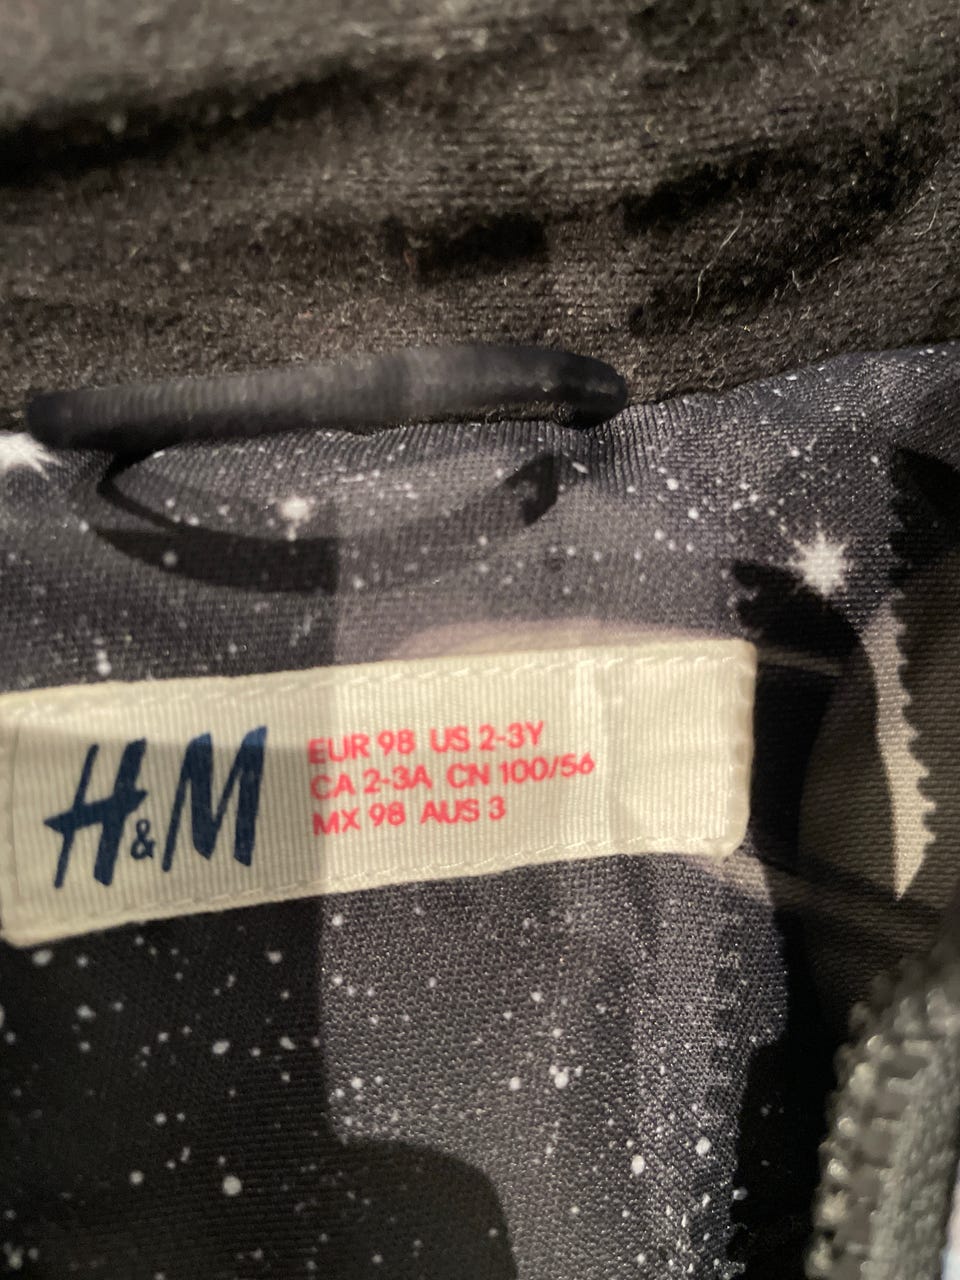 H&M
EUR 98 US 2-3Y
CA 2-3A CN 100/56
MX 98 AUS 3